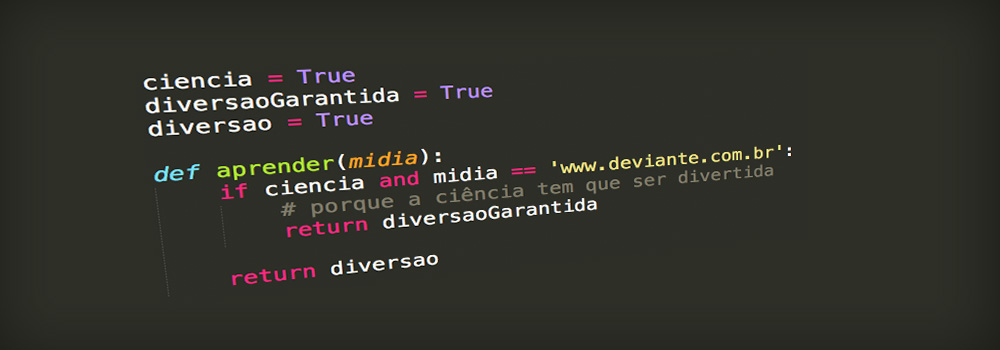 ciencia = True
diversaoGarantida = True
diversao = True
def aprender(midia):
if ciencia and midia == 'www.deviante.com.br':
# porque a ciência tem que ser divertida
return diversaoGarantida
return diversao